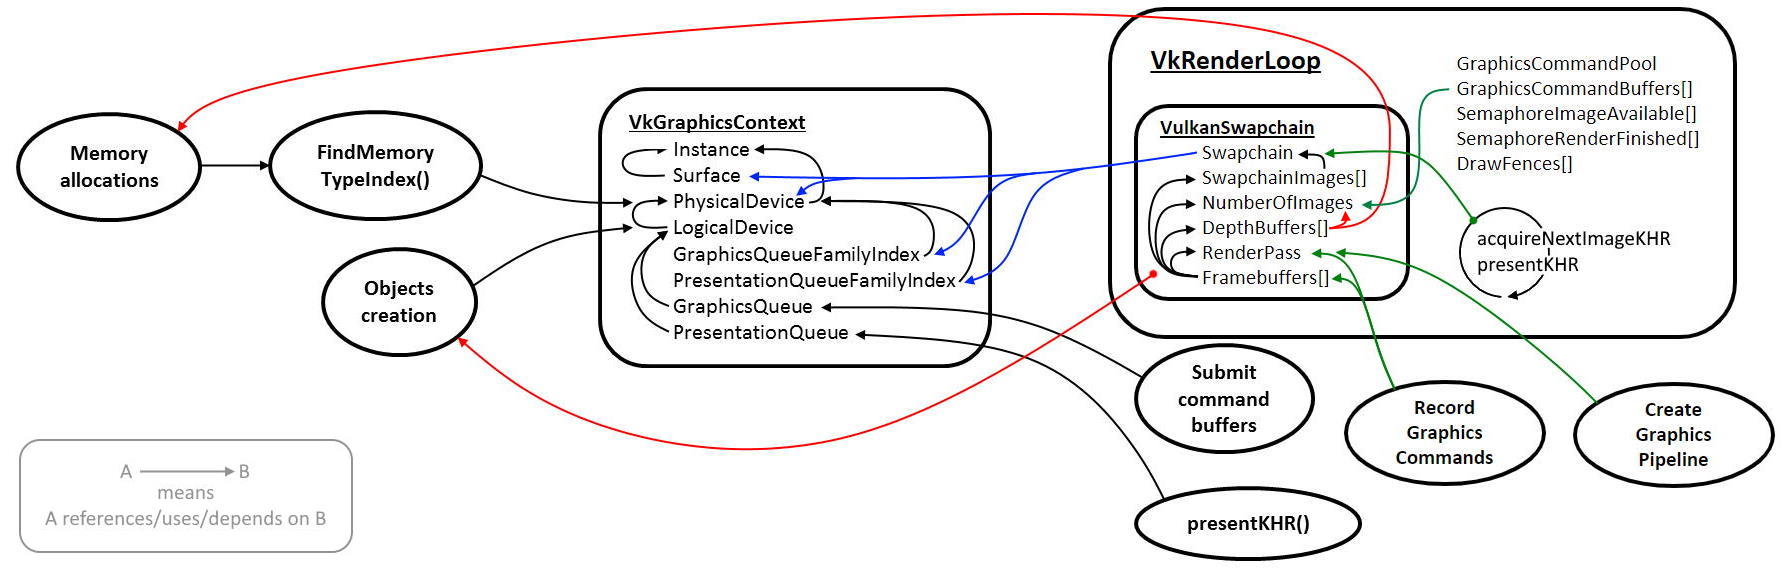 Memory
allocations
FindMemory
TypeIndex()
Objects
creation
VkGraphicsContext
Instance
Surface
PhysicalDevice
LogicalDevice
GraphicsQueueFamilyIndex
PresentationQueueFamilyIndex
GraphicsQueue
PresentationQueue
VkRenderLoop
VulkanSwapchain
Swapchain
SwapchainImages[]
NumberOfImages
DepthBuffers[]
RenderPass
Framebuffers[]
GraphicsCommandPool
GraphicsCommandBuffers[]
SemaphoreImageAvailable[]
SemaphoreRenderFinished[]
DrawFences[]
acquireNextImageKHR
presentKHR
Submit
command
buffers
Record
Graphics
Commands
Create
Graphics
Pipeline
presentKHR()
A B
means
A references/uses/depends on B